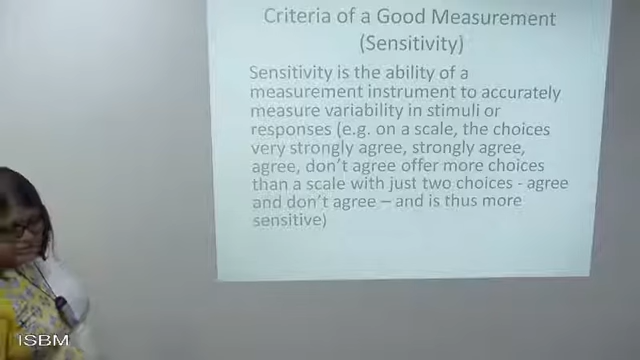 Criteria of a Good Measurement
(Sensitivity)
Sensitivity is the ability of a
measurement instrument to accurately
measure variability in stimuli or
responses (e.g. on a scale, the choices
very strongly agree, strongly agree,
agree, don't agree offer more choices
than a scale with just two choices - agree
and don't agree – and is thus more
sensitive)
ISBM